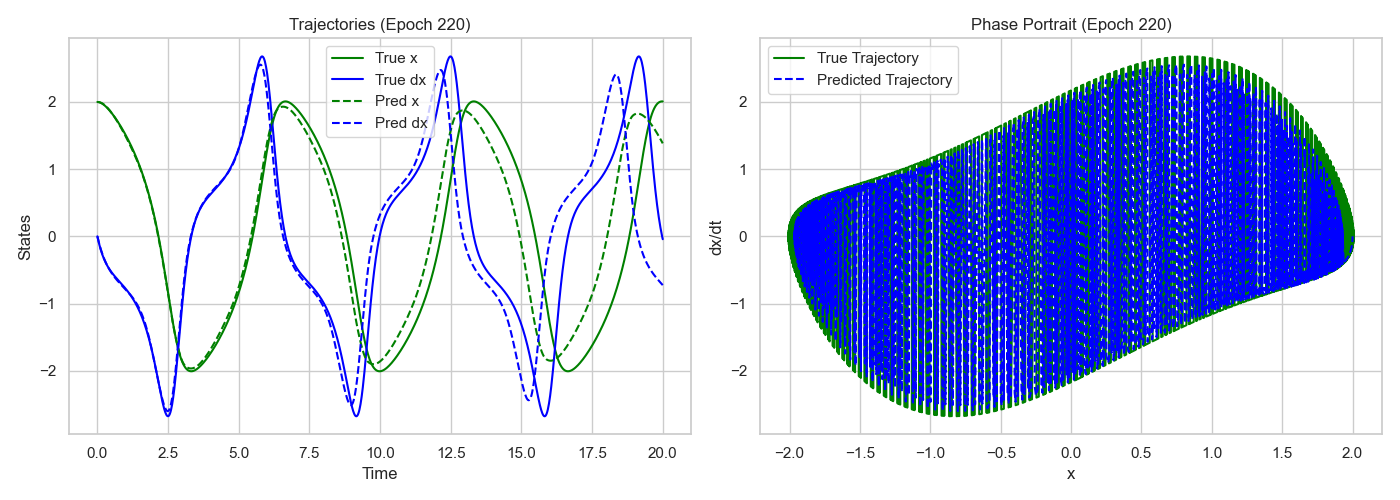 Trajectories (Epoch 220)
True x
True dx
Pred x
Pred dx
States
2
1
0
−1
−2
0.0 2.5 5.0 7.5 10.0 12.5 15.0 17.5 20.0
Time
Phase Portrait (Epoch 220)
True Trajectory
Predicted Trajectory
dx/dt
2
1
0
−1
−2
−2.0 −1.5 −1.0 −0.5 0.0 0.5 1.0 1.5 2.0
x